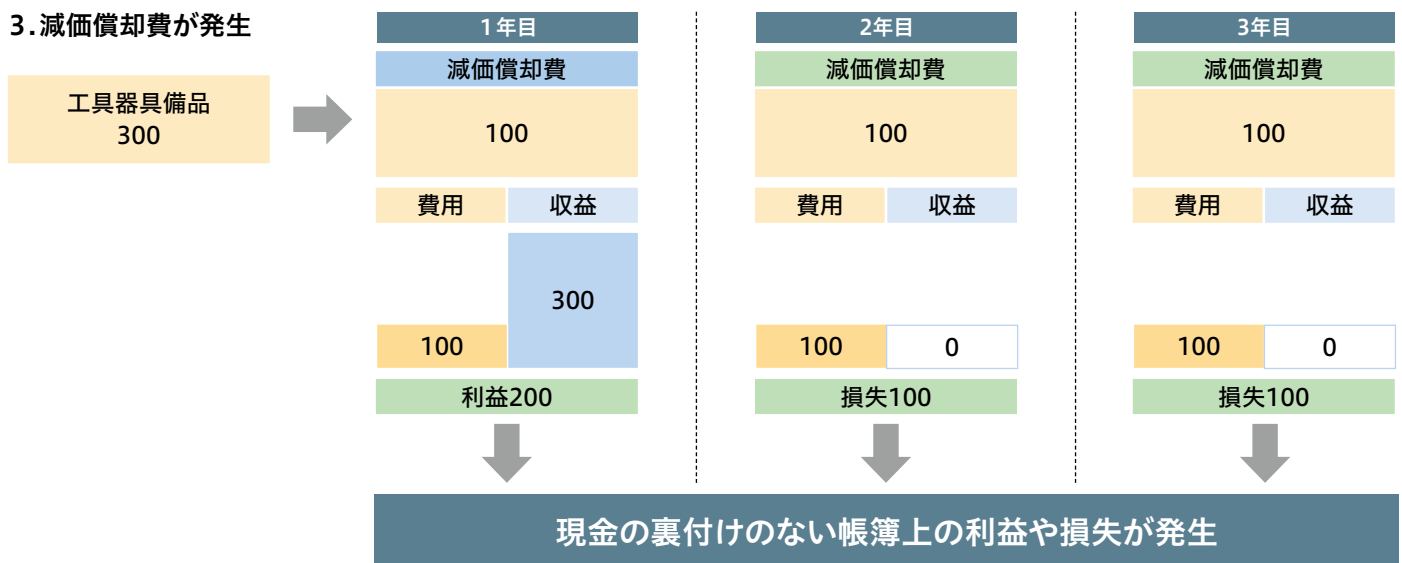 3.減価償却費が発生
工具器具備品
300
1年目
減価償却費
100
費用 収益
300
100
利益200
2年目
減価償却費
100
費用 収益
100 0
損失100
3年目
減価償却費
100
費用 収益
100 0
損失100
現金の裏付けのない帳簿上の利益や損失が発生